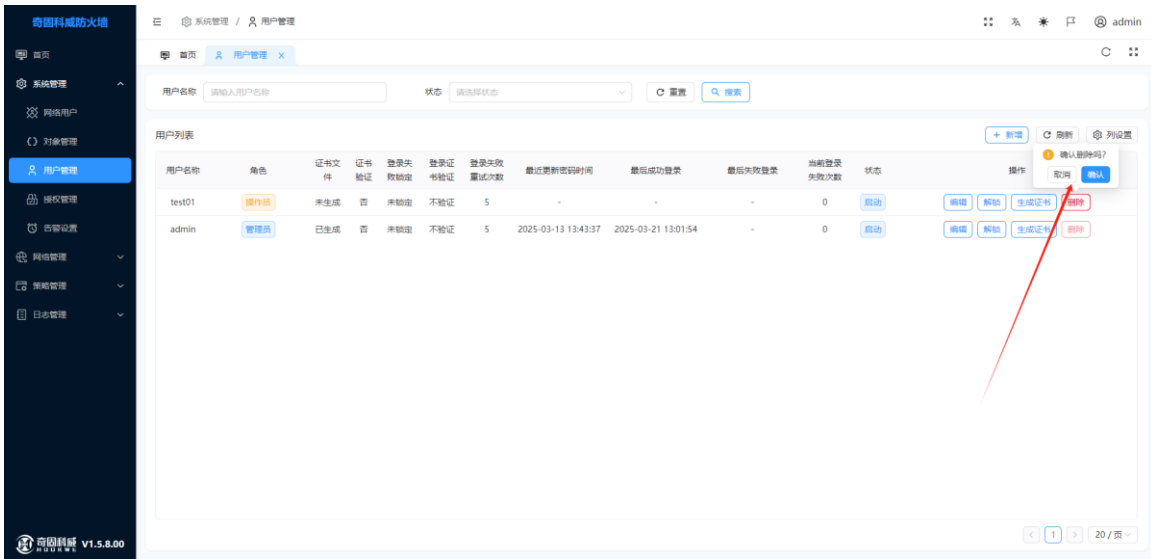 奇固科威防火墙
系统管理 / 用户管理
admin
首页
系统管理
网络用户
对象管理
用户管理
授权管理
告警设置
网络管理
策略管理
日志管理
奇固科威 V1.5.8.00
首页 用户管理 X
用户名称 请输入用户名称 状态 请选择状态 重置 搜索
用户列表 + 新增 刷新 列设置
确认删除吗?
取消 确认
用户名称 角色 证书文件 证书验证 登录失败锁定 登录证书验证 登录失败重试次数 最近更新密码时间 最后成功登录 最后失败登录 当前登录失败次数 状态 操作
test01 操作员 未生成 否 未锁定 不验证 5 - - - 0 启动 编辑 解锁 生成证书 删除
admin 管理员 已生成 否 未锁定 不验证 5 2025-03-13 13:43:37 2025-03-21 13:01:54 - 0 启动 编辑 解锁 生成证书 删除
1 20 / 页